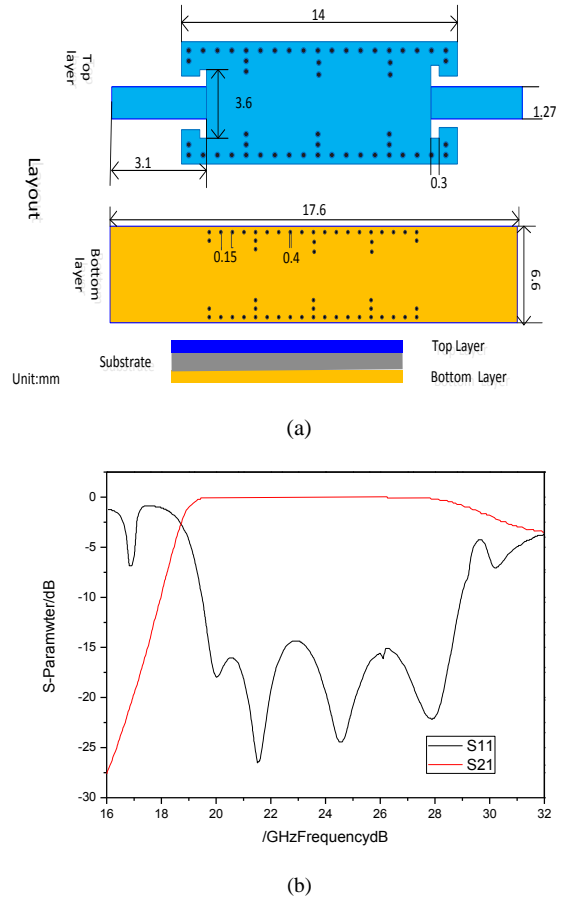 14
Top
layer
3.6
1.27
3.1
0.3
Layout
17.6
Bottom
layer
0.15
0.4
6.6
Substrate
Top Layer
Unit:mm
Bottom Layer
(a)
0
-5
-10
-15
-20
-25
-30
S-Paramwter/dB
S11
S21
16 18 20 22 24 26 28 30 32
/GHzFrequencydB
(b)